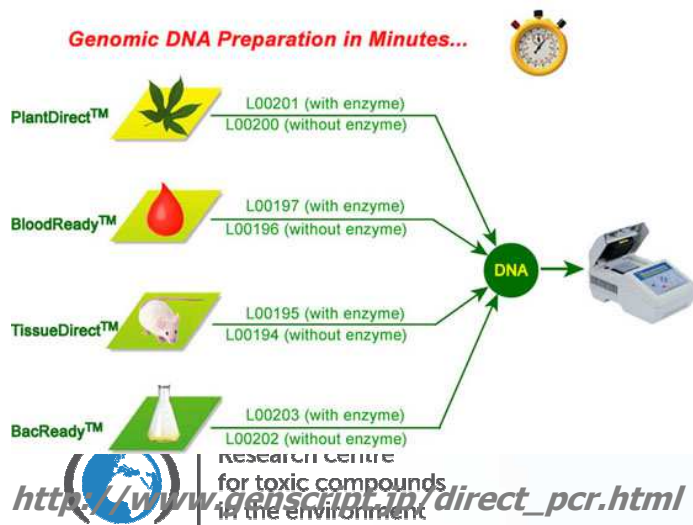 Genomic DNA Preparation in Minutes...
PlantDirect™
L00201 (with enzyme)
L00200 (without enzyme)
BloodReady™
L00197 (with enzyme)
L00196 (without enzyme)
DNA
TissueDirect™
L00195 (with enzyme)
L00194 (without enzyme)
BacReady™
L00203 (with enzyme)
L00202 (without enzyme)
Research centre
for toxic compounds
in the environment
http://www.genscript.jp/direct_pcr.html